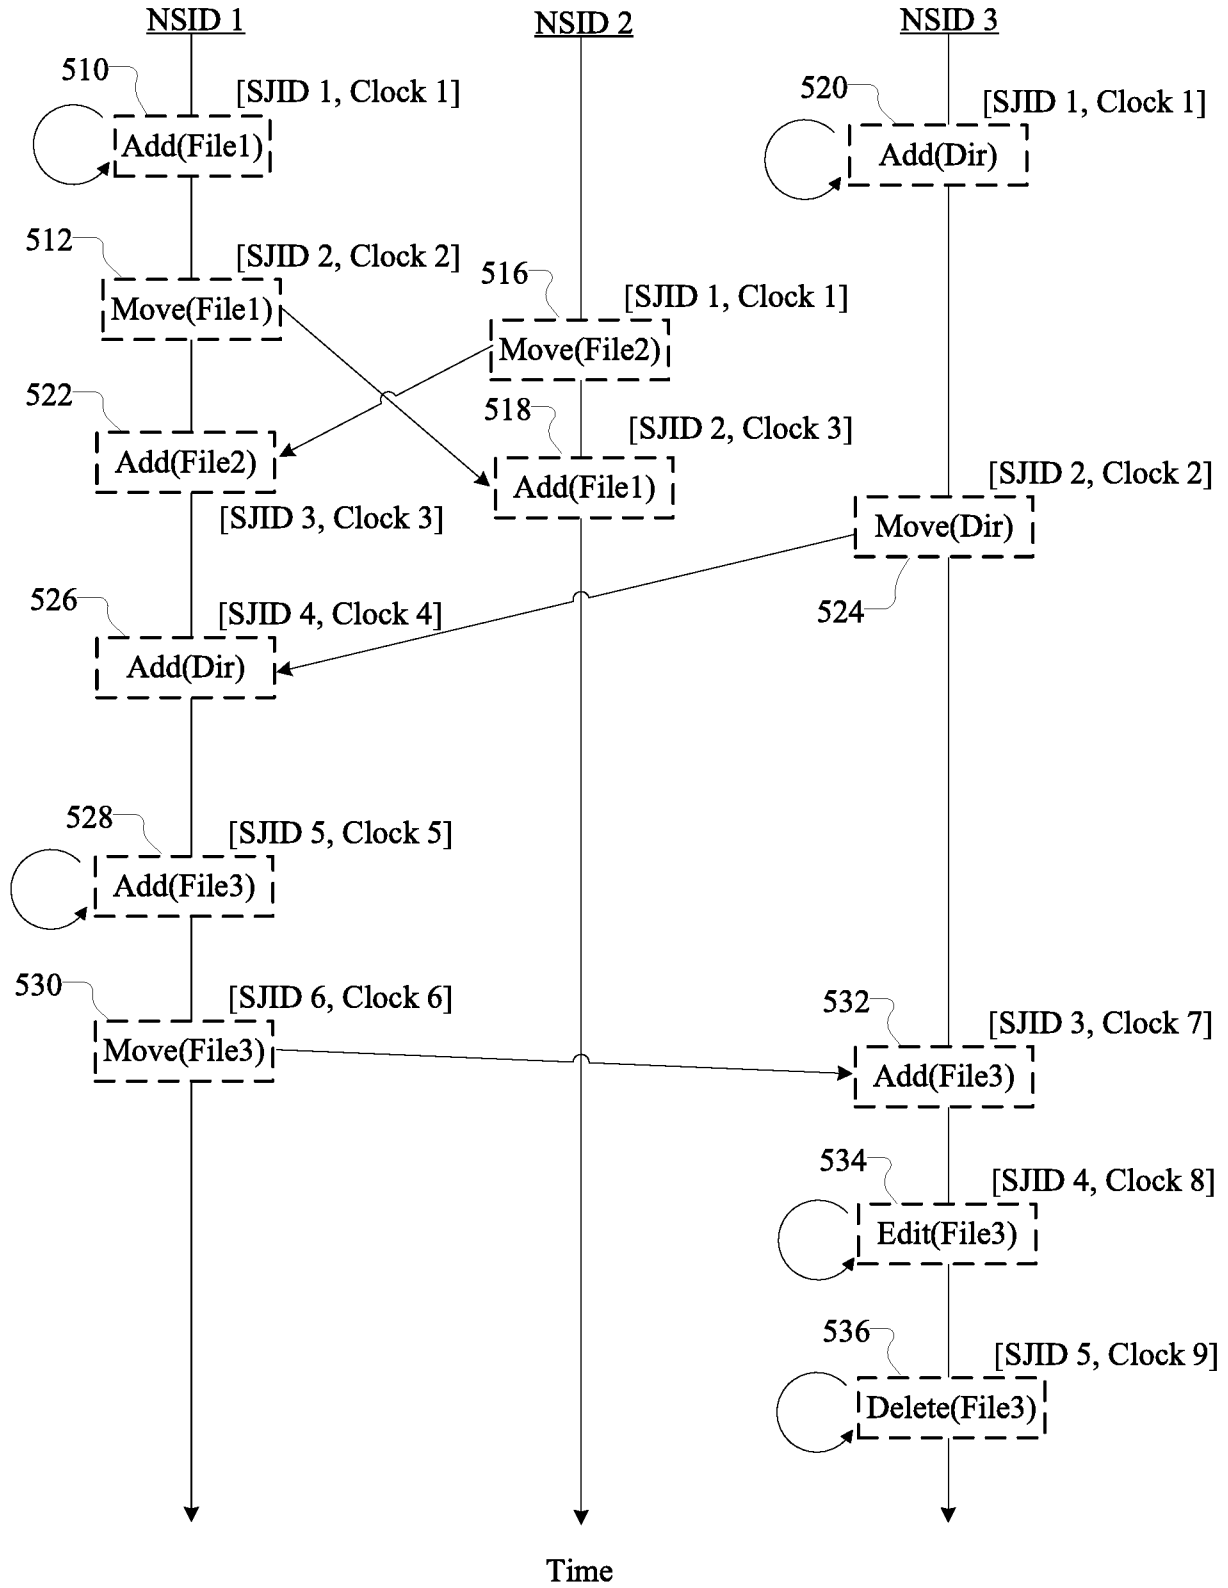 NSID 1
NSID 2
NSID 3
510
[SJID 1, Clock 1]
Add(File1)
520
[SJID 1, Clock 1]
Add(Dir)
512
[SJID 2, Clock 2]
Move(File1)
516
[SJID 1, Clock 1]
Move(File2)
522
Add(File2)
[SJID 3, Clock 3]
518
[SJID 2, Clock 3]
Add(File1)
[SJID 2, Clock 2]
Move(Dir)
524
526
[SJID 4, Clock 4]
Add(Dir)
528
[SJID 5, Clock 5]
Add(File3)
530
[SJID 6, Clock 6]
Move(File3)
532
[SJID 3, Clock 7]
Add(File3)
534
[SJID 4, Clock 8]
Edit(File3)
536
[SJID 5, Clock 9]
Delete(File3)
Time